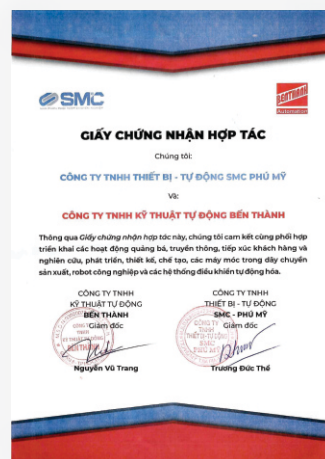 SMC
BENTHANH
Automation
GIẤY CHỨNG NHẬN HỢP TÁC
Chúng tôi:
CÔNG TY TNHH THIẾT BỊ - TỰ ĐỘNG SMC PHÚ MỸ
Và:
CÔNG TY TNHH KỸ THUẬT TỰ ĐỘNG BẾN THÀNH
Thông qua Giấy chứng nhận hợp tác này, chúng tôi cam kết cùng phối hợp
triển khai các hoạt động quảng bá, truyền thông, tiếp xúc khách hàng và
nghiên cứu, phát triển, thiết kế, chế tạo, các máy móc trong dây chuyền
sản xuất, robot công nghiệp và các hệ thống điều khiển tự động hóa.
CÔNG TY TNHH
KỸ THUẬT TỰ ĐỘNG
BẾN THÀNH
Giám đốc
Nguyễn Vũ Trang
CÔNG TY TNHH
THIẾT BỊ - TỰ ĐỘNG
SMC - PHÚ MỸ
Giám đốc
Trương Đức Thể